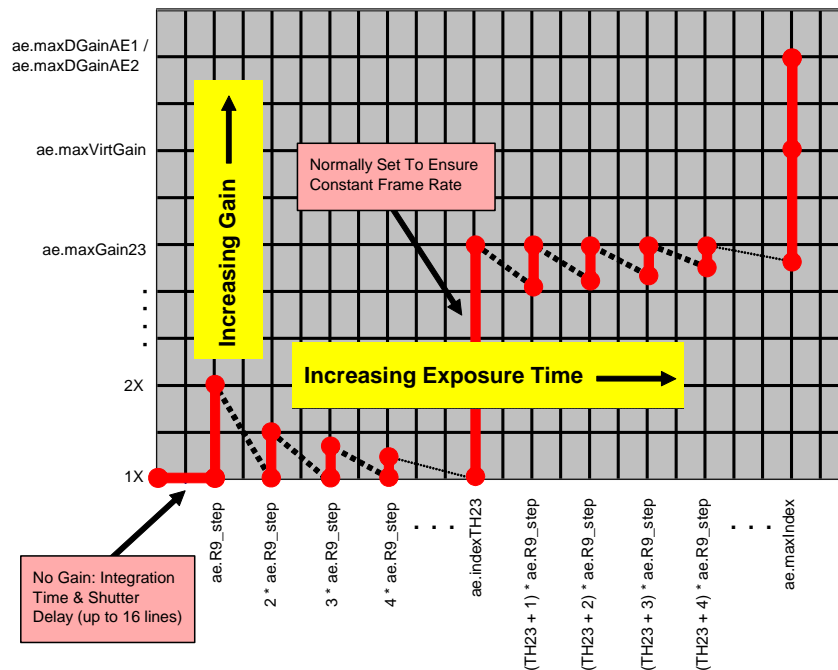 ae.maxDGainAE1 /
ae.maxDGainAE2
ae.maxVirtGain
ae.maxGain23
. . . .
2X
1X
Increasing Gain
Normally Set To Ensure
Constant Frame Rate
Increasing Exposure Time
No Gain: Integration
Time & Shutter
Delay (up to 16 lines)
ae.R9_step
2 * ae.R9_step
3 * ae.R9_step
4 * ae.R9_step
. . .
ae.indexTH23
(TH23 + 1) * ae.R9_step
(TH23 + 2) * ae.R9_step
(TH23 + 3) * ae.R9_step
(TH23 + 4) * ae.R9_step
. . .
ae.maxIndex